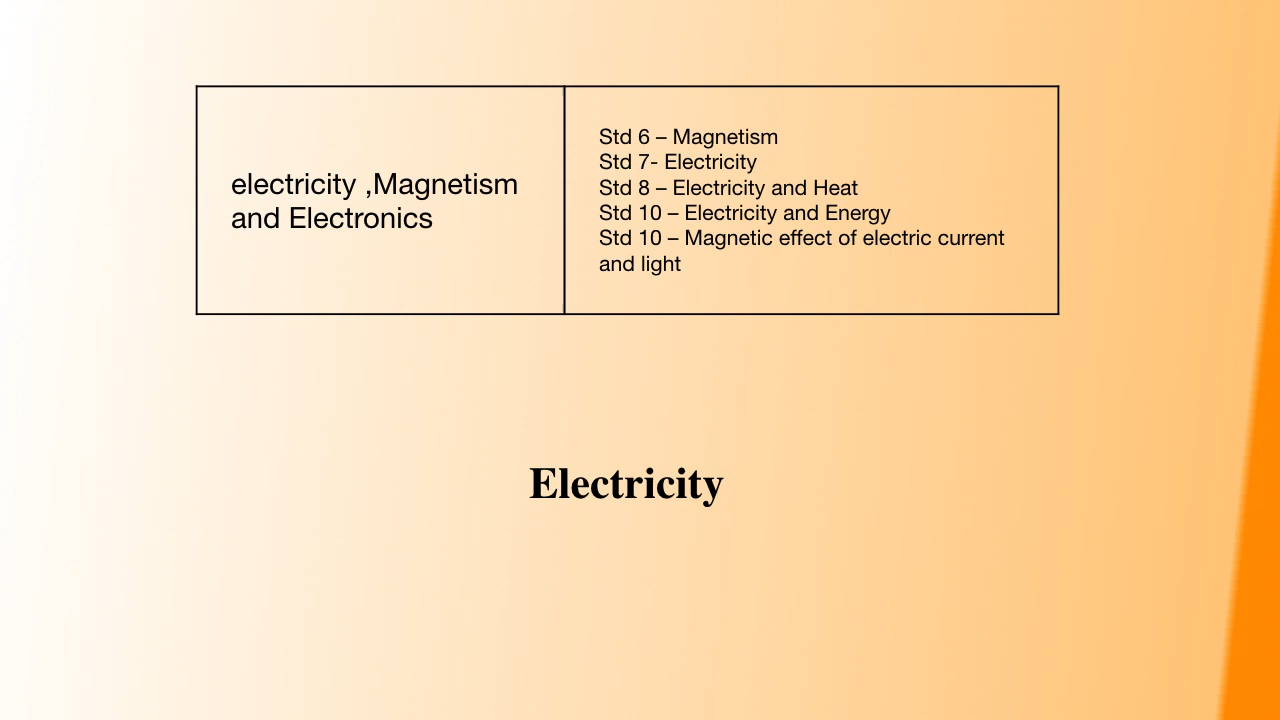 electricity ,Magnetism
and Electronics
Std 6 – Magnetism
Std 7- Electricity
Std 8 – Electricity and Heat
Std 10 – Electricity and Energy
Std 10 – Magnetic effect of electric current
and light
Electricity